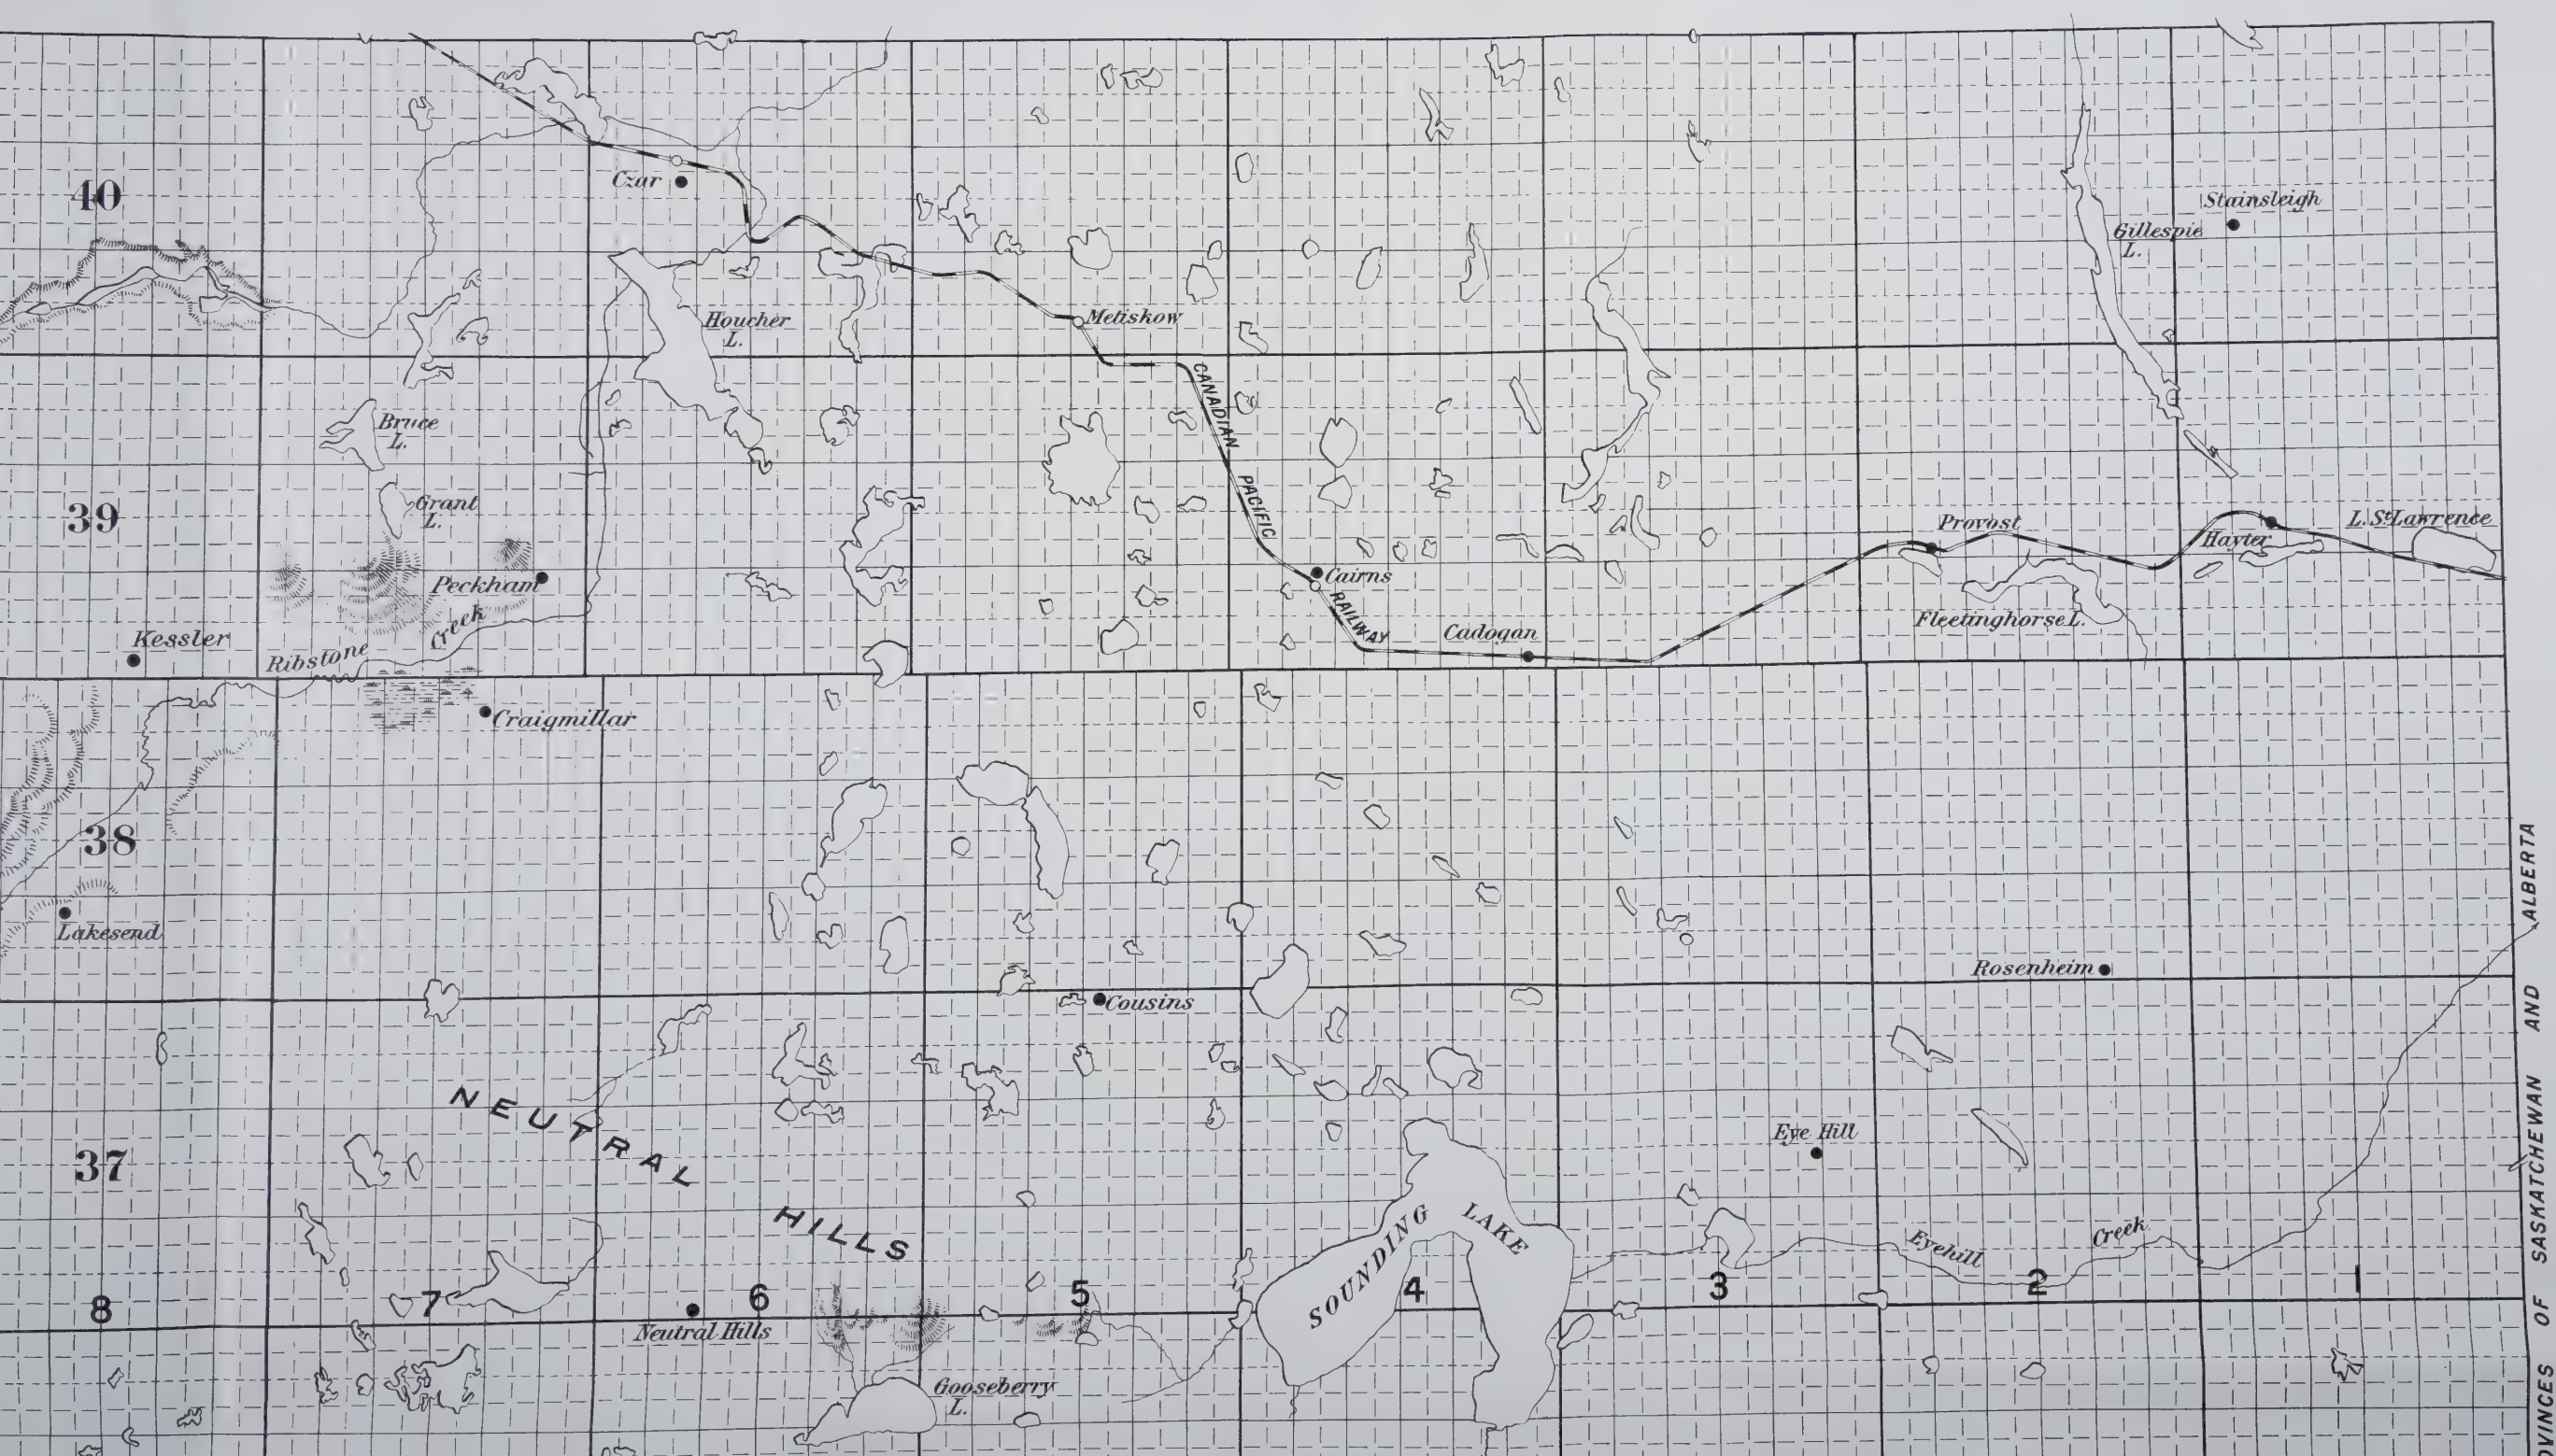 40
Czar
Stainsleigh
Gillespie
L.
Houcher
L.
Metiskow
CANADIAN PACIFIC RAILWAY
Bruce
L.
39
Grant
L.
Provost
L. St. Lawrence
Hayter
Peckham
Cairns
Fleetinghorse L.
Kessler
Ribstone Creek
Cadogan
Craigmillar
38
Lakesend
Rosenheim
Cousins
NEUTRAL HILLS
37
Eye Hill
SOUNDING LAKE
Eyehill Creek
8
7
6
5
4
3
2
1
Neutral Hills
Gooseberry
L.
OVINCES OF SASKATCHEWAN AND ALBERTA